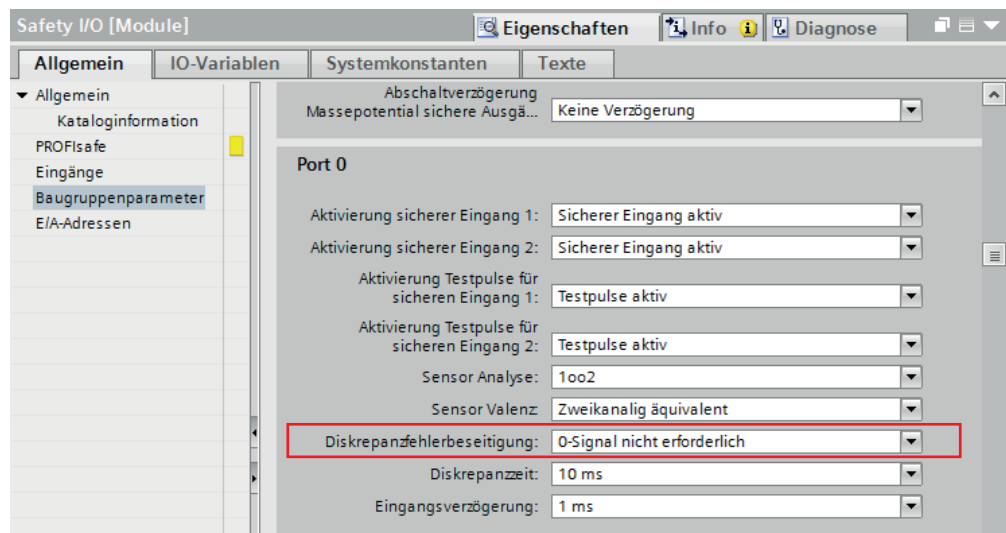 Safety I/O [Module]
Eigenschaften
Info
Diagnose
Allgemein
IO-Variablen
Systemkonstanten
Texte
Allgemein
Kataloginformation
PROFIsafe
Eingänge
Baugruppenparameter
E/A-Adressen
Abschaltverzögerung
Massepotential sichere Ausgä... Keine Verzögerung
Port 0
Aktivierung sicherer Eingang 1: Sicherer Eingang aktiv
Aktivierung sicherer Eingang 2: Sicherer Eingang aktiv
Aktivierung Testpulse für
sicheren Eingang 1: Testpulse aktiv
Aktivierung Testpulse für
sicheren Eingang 2: Testpulse aktiv
Sensor Analyse: 1oo2
Sensor Valenz: Zweikanalig äquivalent
Diskrepanzfehlerbeseitigung: 0-Signal nicht erforderlich
Diskrepanzzeit: 10 ms
Eingangsverzögerung: 1 ms